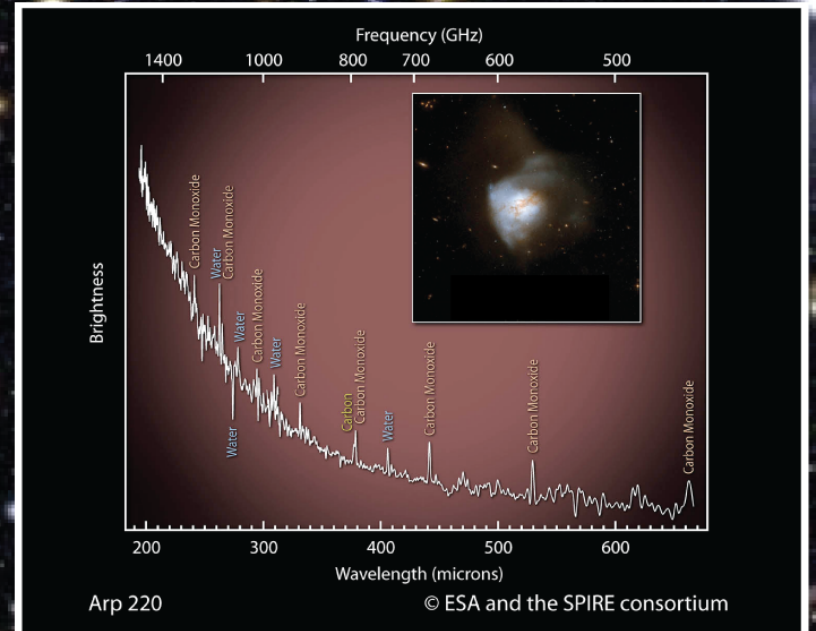 Frequency (GHz)
1400 1000 800 700 600 500
Brightness
Carbon Monoxide
Water
Carbon Monoxide
Water
Water
Carbon Monoxide
Water
Carbon Monoxide
Carbon
Carbon Monoxide
Water
Carbon Monoxide
Carbon Monoxide
Carbon Monoxide
200 300 400 500 600
Wavelength (microns)
Arp 220 © ESA and the SPIRE consortium